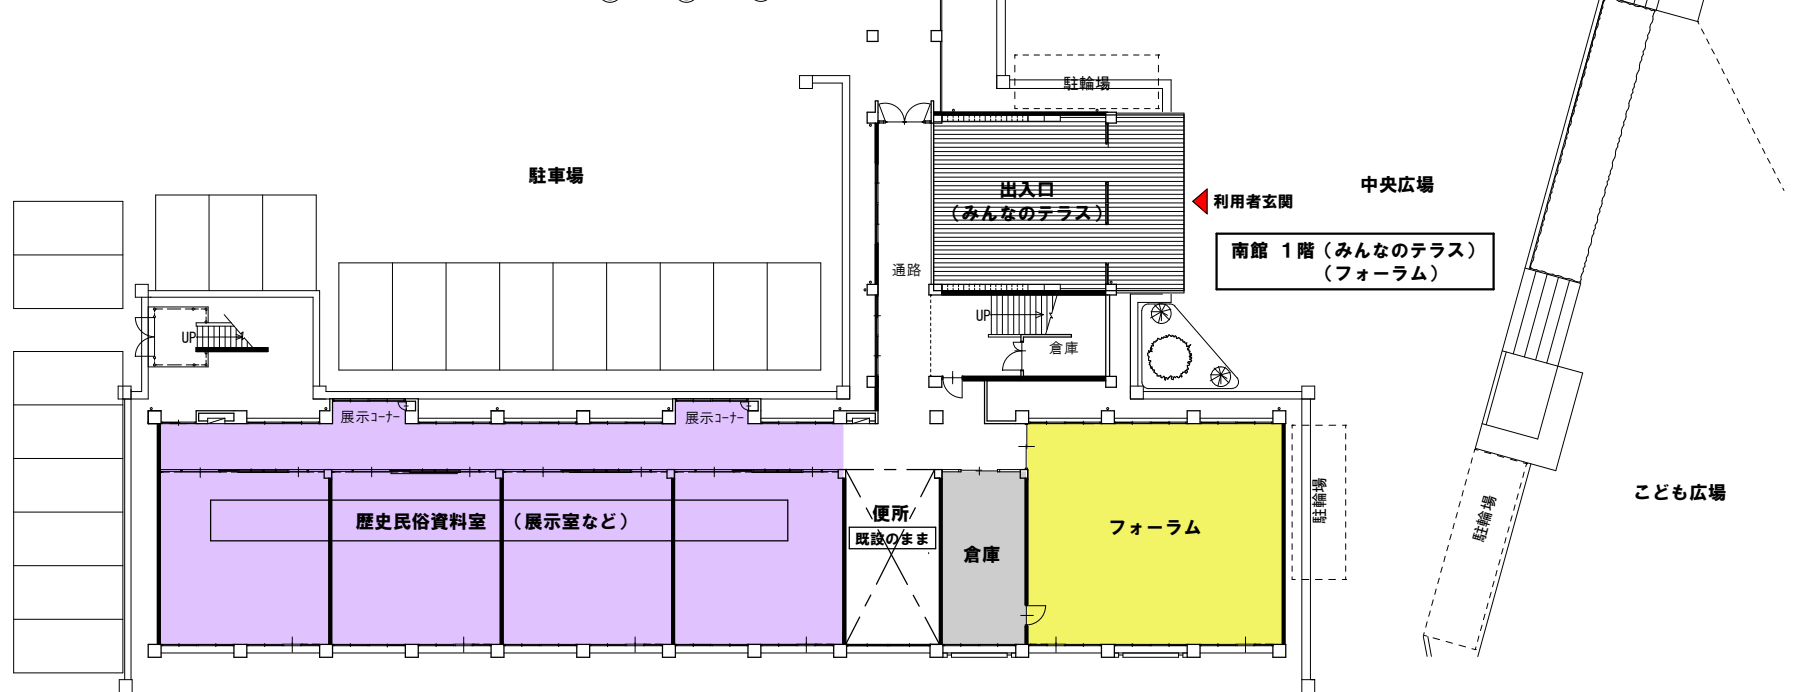 駐輪場
駐車場
中央広場
出入口
（みんなのテラス）
利用者玄関
南館 1階（みんなのテラス）
（フォーラム）
通路
UP
UP
倉庫
展示コーナー
展示コーナー
こども広場
駐輪場
駐輪場
歴史民俗資料室 （展示室など）
便所
既設のまま
倉庫
フォーラム